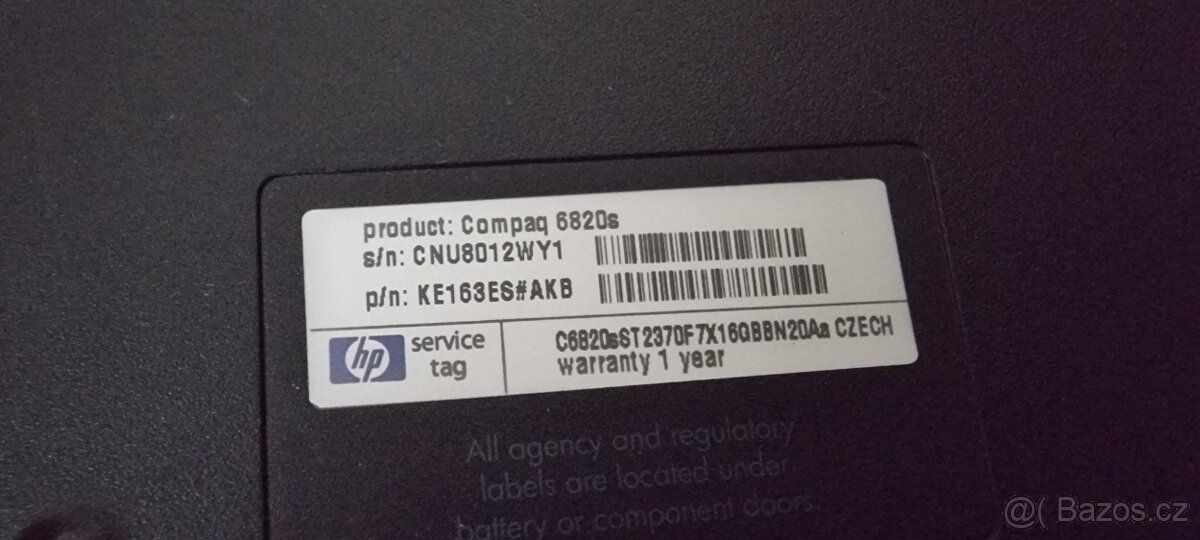 product: Compaq 6820s
s/n: CNU8012WY1
p/n: KE163ES#AKB
hp service
tag
C6820sST2370F7X16GBBN20Aa CZECH
warranty 1 year
All agency and regulatory
labels are located under
battery or component doors.
@( Bazos.cz